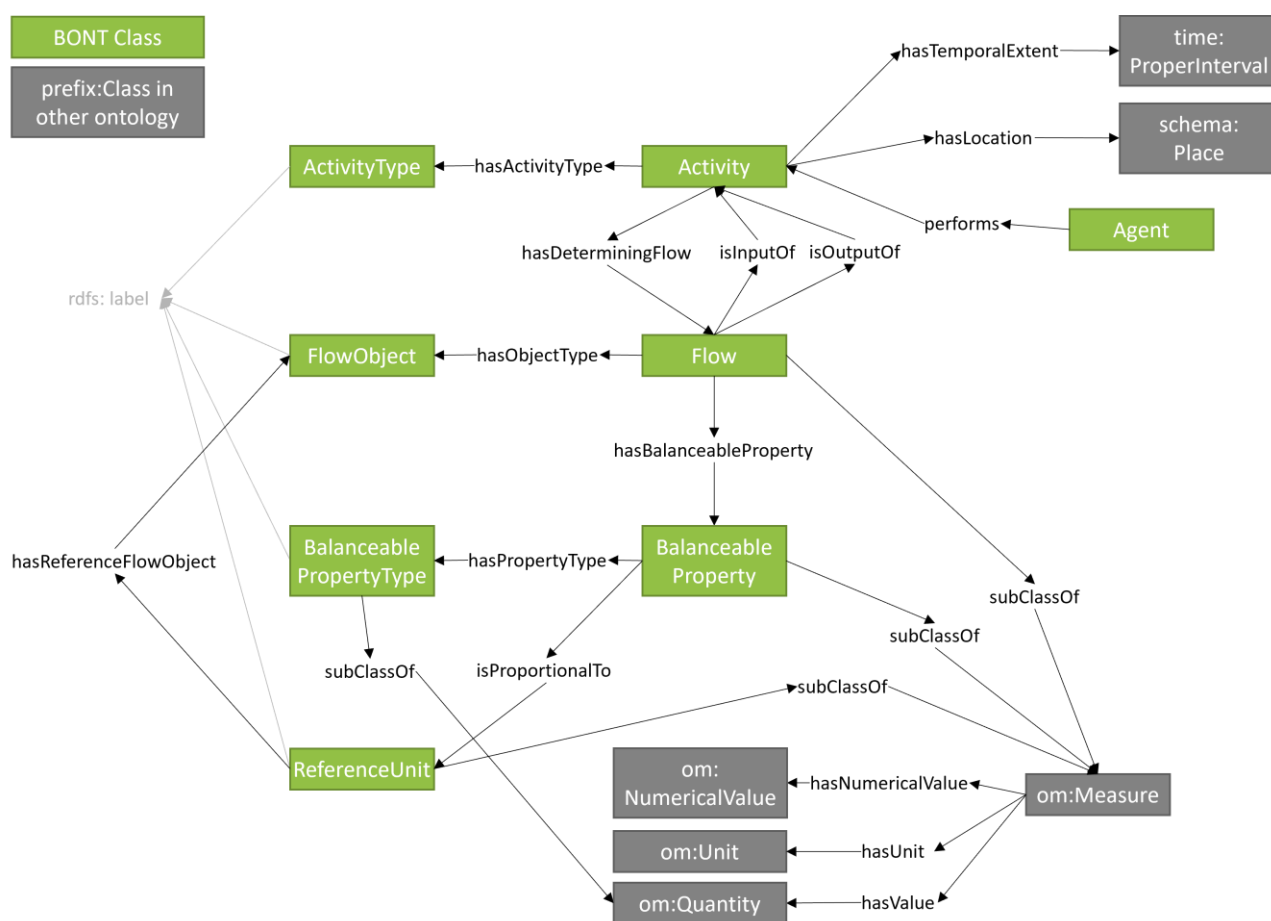 BONT Class
prefix:Class in
other ontology
hasTemporalExtent
time:
ProperInterval
hasLocation
schema:
Place
ActivityType
hasActivityType
Activity
performs
Agent
hasDeterminingFlow
isInputOf
isOutputOf
rdfs: label
FlowObject
hasObjectType
Flow
hasBalanceableProperty
hasReferenceFlowObject
Balanceable
PropertyType
hasPropertyType
Balanceable
Property
subClassOf
subClassOf
subClassOf
isProportionalTo
subClassOf
ReferenceUnit
om:
NumericalValue
hasNumericalValue
om:Measure
om:Unit
hasUnit
om:Quantity
hasValue